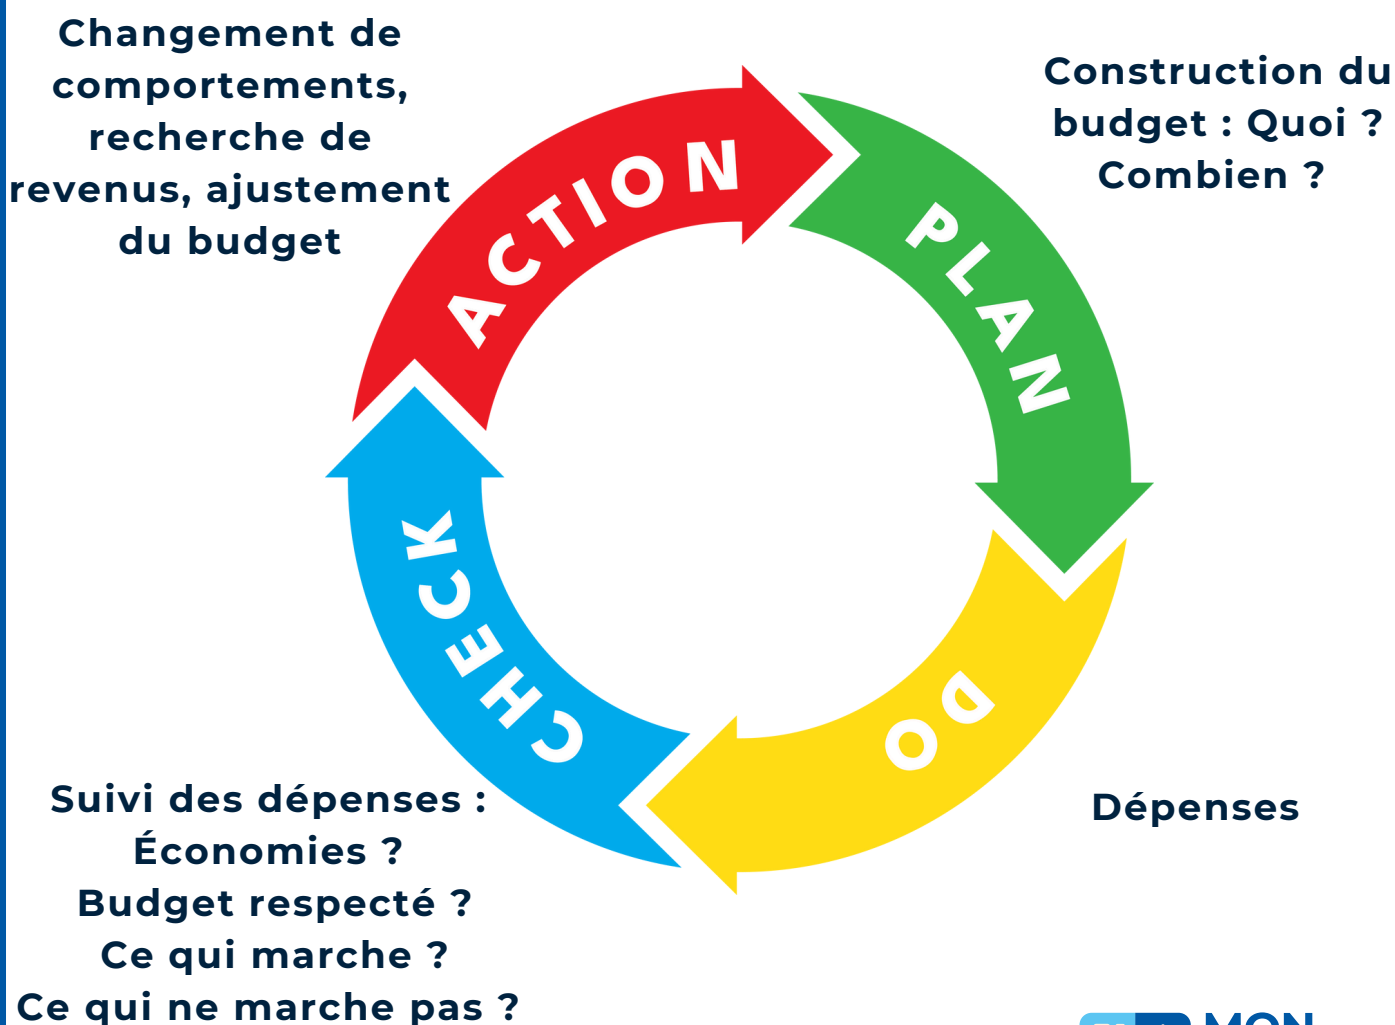 Changement de
comportements,
recherche de
revenus, ajustement
du budget
Construction du
budget : Quoi ?
Combien ?
ACTION
PLAN
DO
CHECK
Suivi des dépenses :
Économies ?
Budget respecté ?
Ce qui marche ?
Ce qui ne marche pas ?
Dépenses
MON